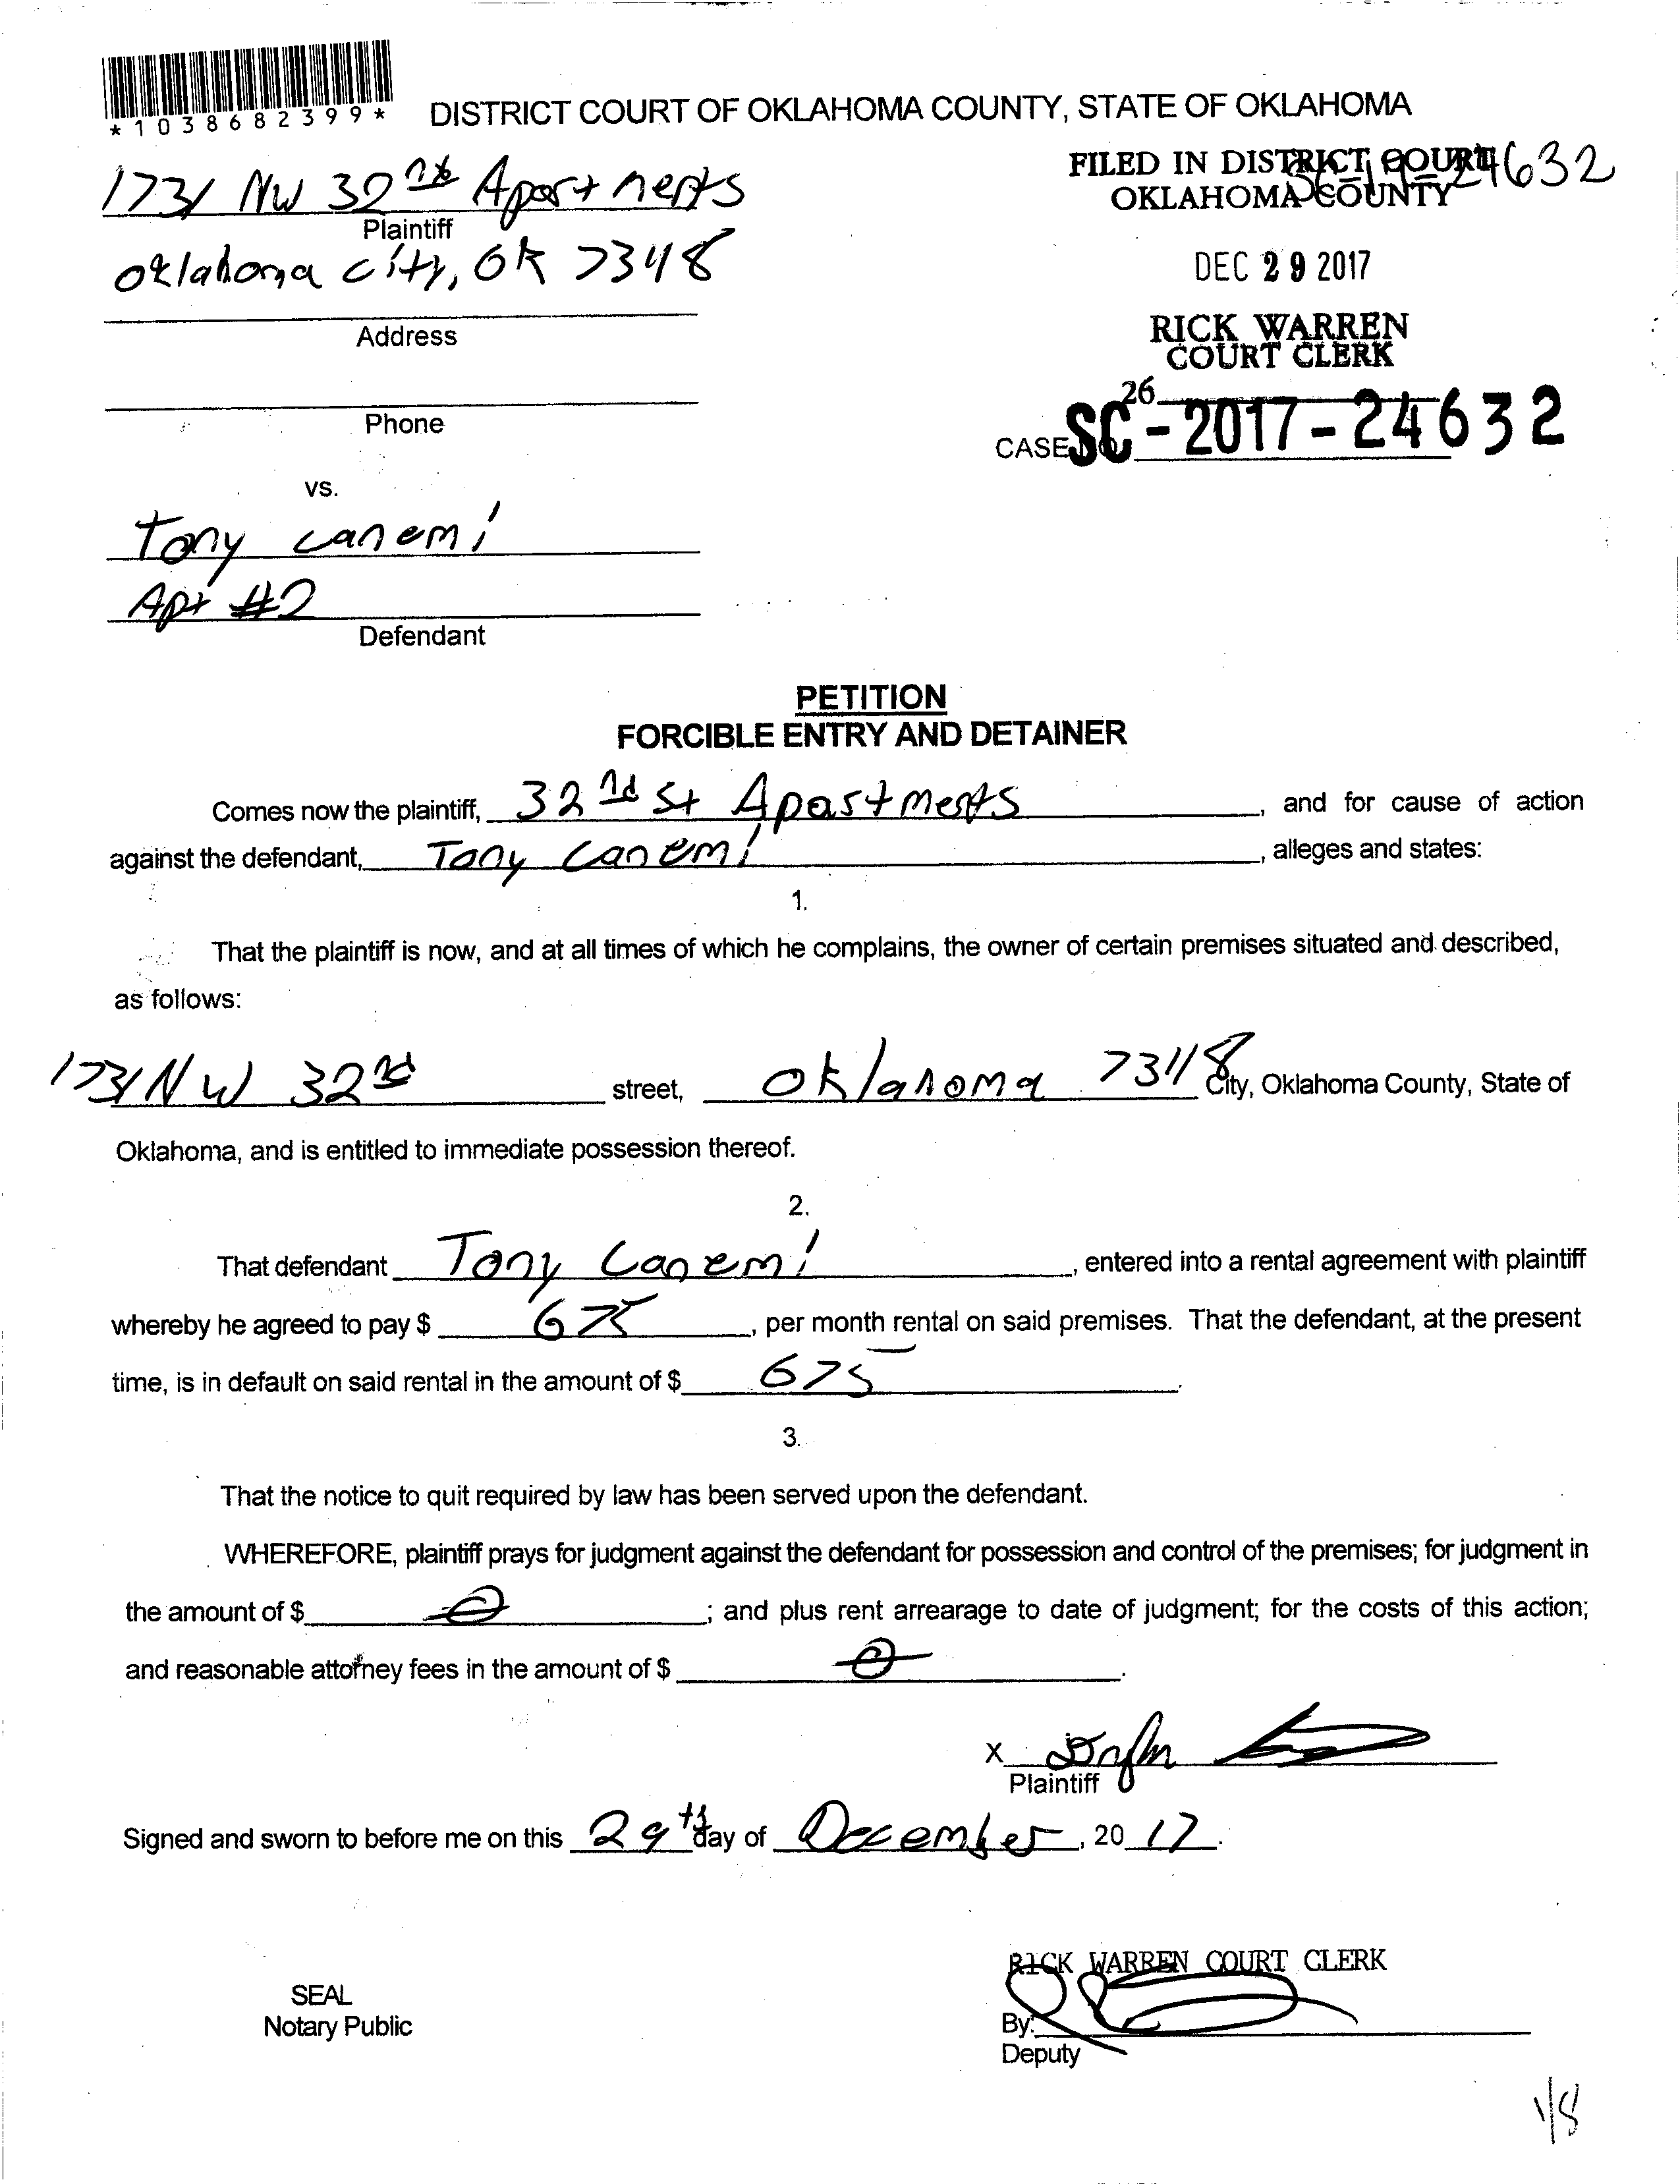 *1038682399*
DISTRICT COURT OF OKLAHOMA COUNTY, STATE OF OKLAHOMA
1731 NW 32nd Apartments
Plaintiff
FILED IN DISTRICT COURT
OKLAHOMA COUNTY
24632
Oklahoma City, OK 7348
Address
DEC 29 2017
RICK WARREN
COURT CLERK
Phone
26
CASE NO. SC-2017-24632
vs.
Tony canemi
Apt #2
Defendant
PETITION
FORCIBLE ENTRY AND DETAINER
Comes now the plaintiff, 32nd St Apartments, and for cause of action
against the defendant, Tony Canemi, alleges and states:
1.
That the plaintiff is now, and at all times of which he complains, the owner of certain premises situated and described,
as follows:
1731 NW 32nd street, Oklahoma 73118 City, Oklahoma County, State of
Oklahoma, and is entitled to immediate possession thereof.
2.
That defendant Tony Canemi, entered into a rental agreement with plaintiff
whereby he agreed to pay $ 675, per month rental on said premises. That the defendant, at the present
time, is in default on said rental in the amount of $ 675.
3.
That the notice to quit required by law has been served upon the defendant.
WHEREFORE, plaintiff prays for judgment against the defendant for possession and control of the premises; for judgment in
the amount of $ 0; and plus rent arrearage to date of judgment; for the costs of this action;
and reasonable attorney fees in the amount of $ 0.
X
Plaintiff
Signed and sworn to before me on this 29th day of December, 2017.
RICK WARREN COURT CLERK
SEAL
Notary Public
By:
Deputy
1/8